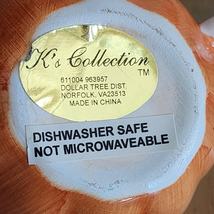 K's Collection
TM
611004 963957
DOLLAR TREE DIST.
NORFOLK, VA23513
MADE IN CHINA
DISHWASHER SAFE
NOT MICROWAVEABLE